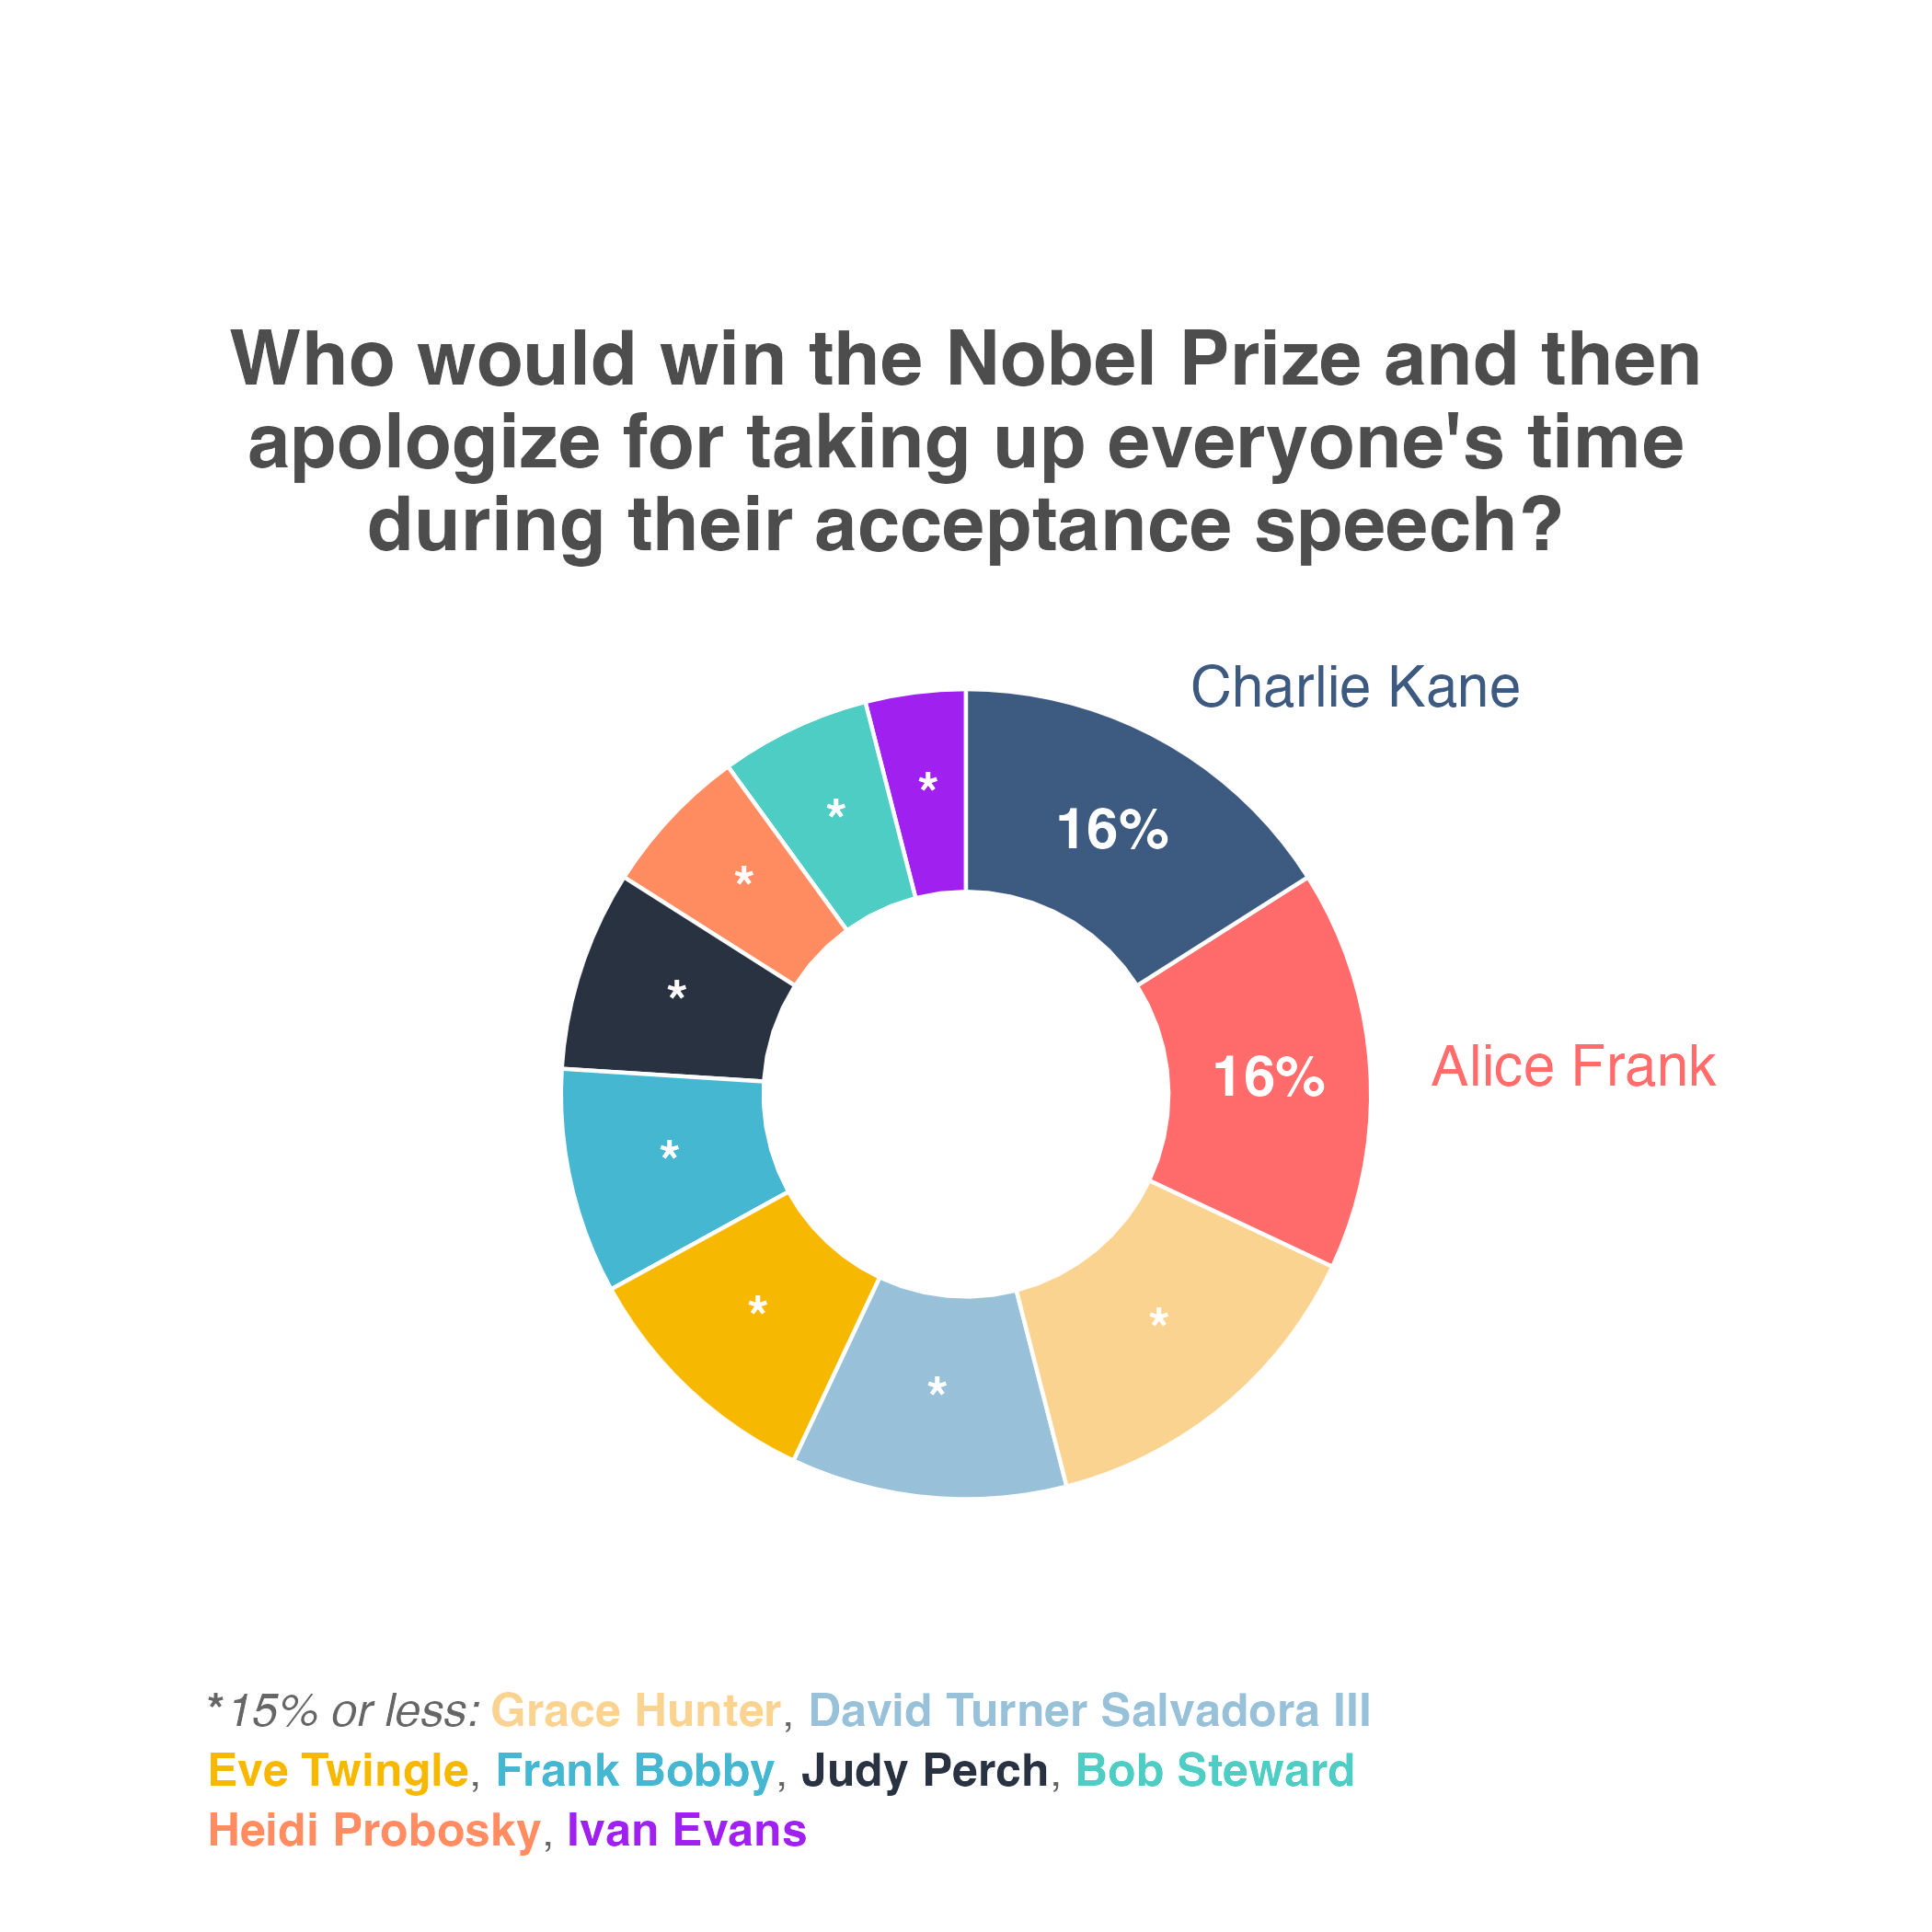 Who would win the Nobel Prize and then
apologize for taking up everyone's time
during their acceptance speech?
Charlie Kane
*
*
16%
*
*
Alice Frank
*
16%
*
*
*
*15% or less: Grace Hunter, David Turner Salvadora III
Eve Twingle, Frank Bobby, Judy Perch, Bob Steward
Heidi Probosky, Ivan Evans